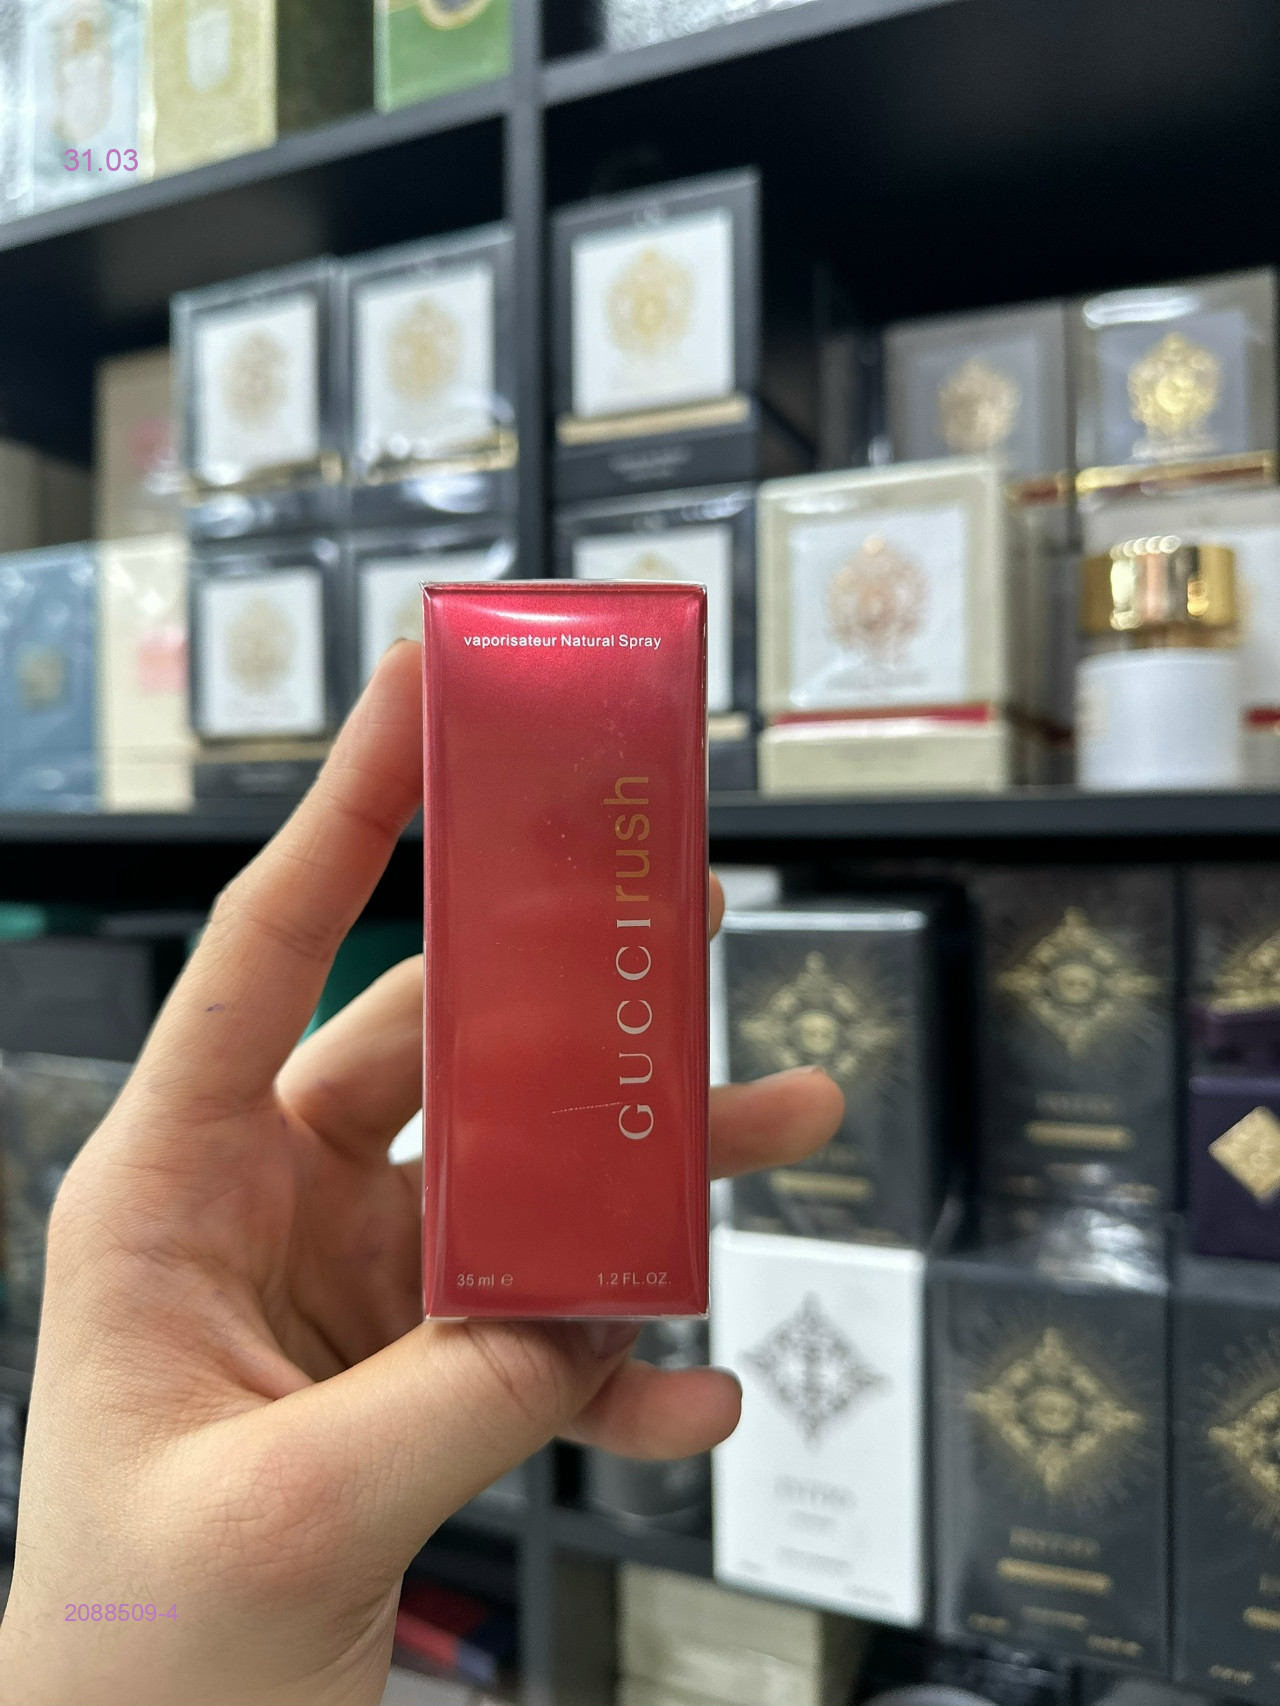 31.03
vaporisateur Natural Spray
GUCCI rush
35 ml e
1.2 FL.OZ.
2088509-4